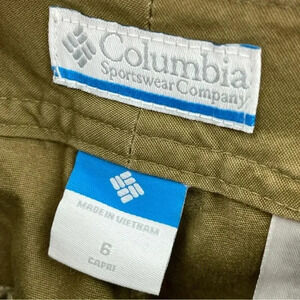 Columbia
Sportswear Company
MADE IN VIETNAM
6
CAPRI